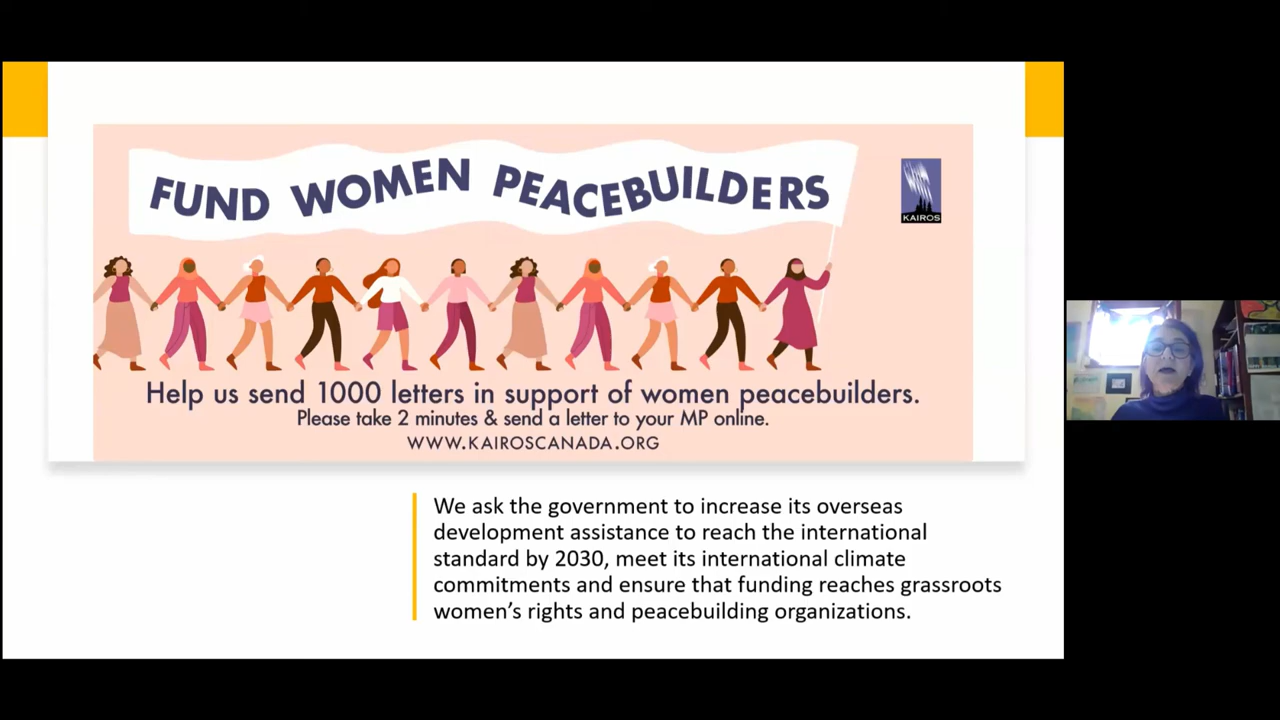 FUND WOMEN PEACEBUILDERS
KAIROS
Help us send 1000 letters in support of women peacebuilders.
Please take 2 minutes & send a letter to your MP online.
WWW.KAIROSCANADA.ORG
We ask the government to increase its overseas
development assistance to reach the international
standard by 2030, meet its international climate
commitments and ensure that funding reaches grassroots
women’s rights and peacebuilding organizations.